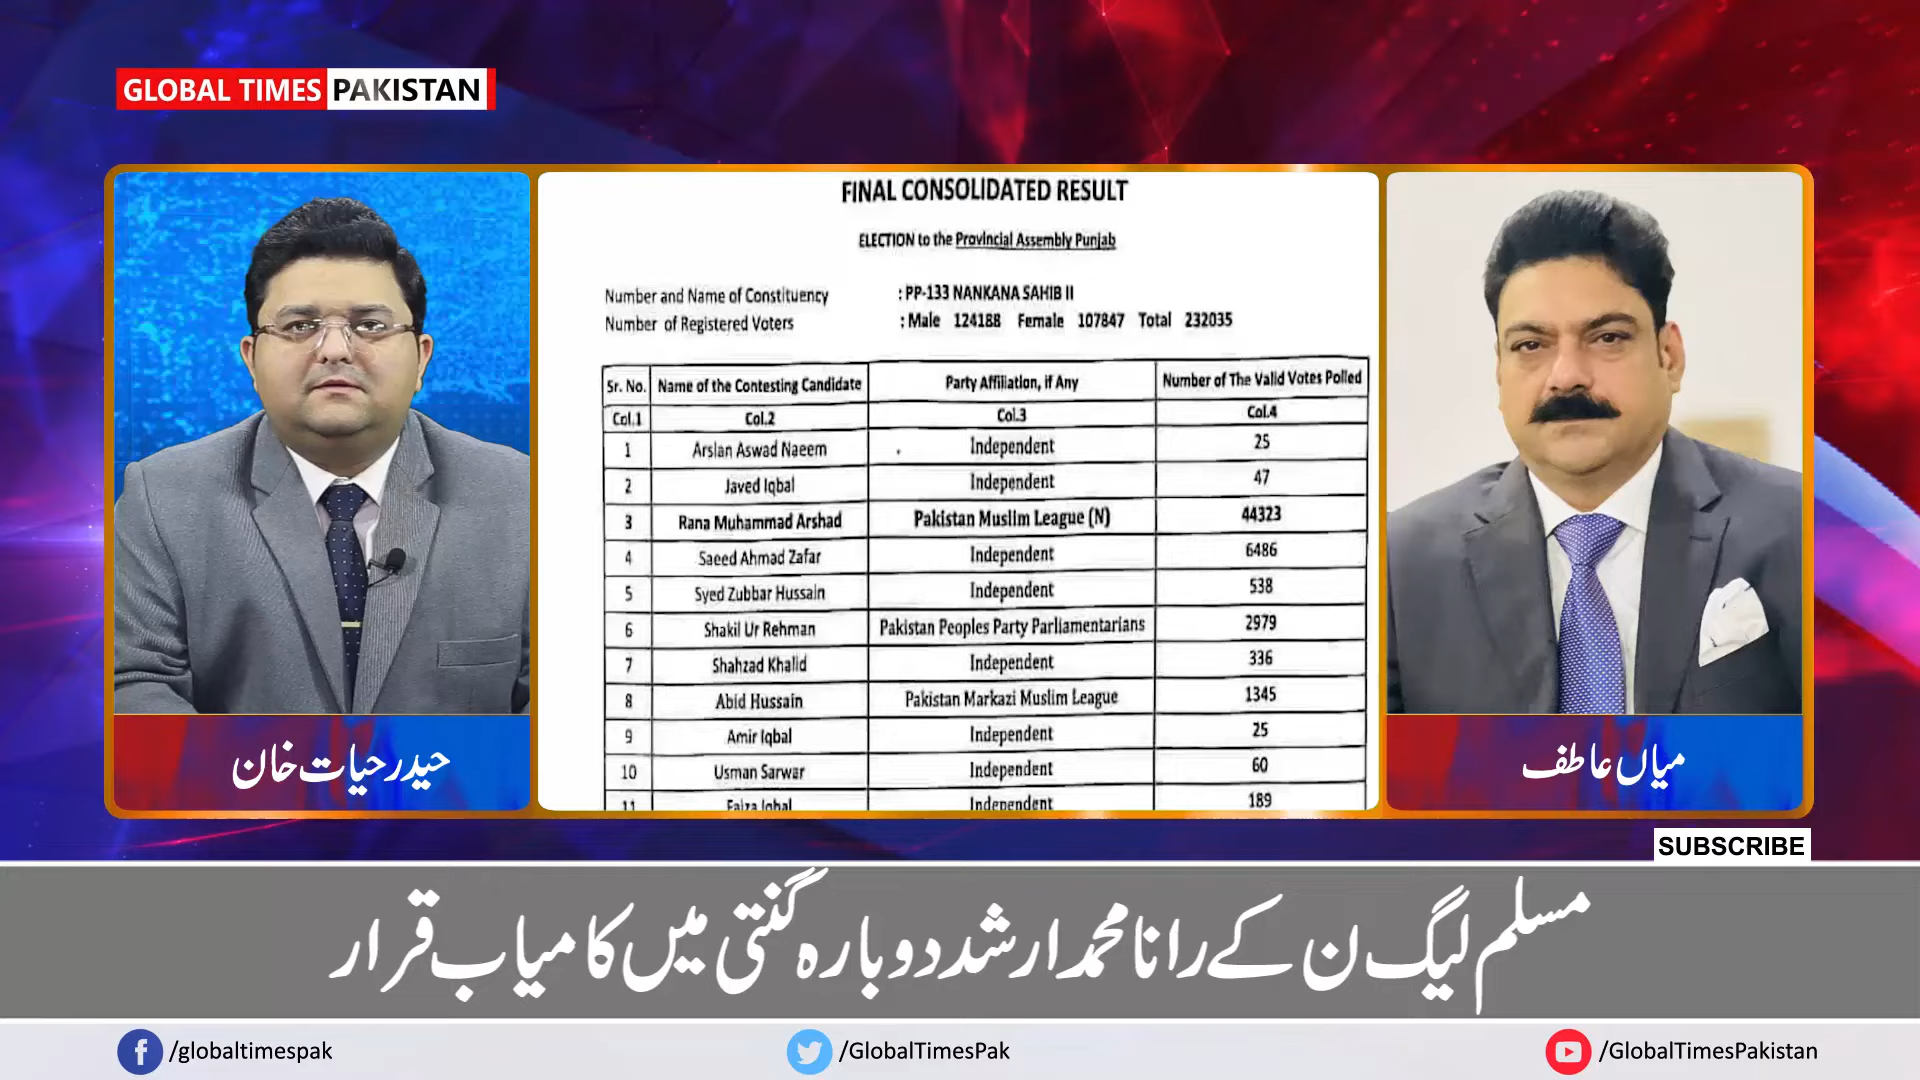 GLOBAL TIMES PAKISTAN
FINAL CONSOLIDATED RESULT
ELECTION to the Provincial Assembly Punjab
Number and Name of Constituency : PP-133 NANKANA SAHIB II
Number of Registered Voters : Male 124188 Female 107847 Total 232035
Sr. No. Name of the Contesting Candidate Party Affiliation, if Any Number of The Valid Votes Polled
Col.1 Col.2 Col.3 Col.4
1 Arslan Aswad Naeem Independent 25
2 Javed Iqbal Independent 47
3 Rana Muhammad Arshad Pakistan Muslim League (N) 44323
4 Saeed Ahmad Zafar Independent 6486
5 Syed Zubbar Hussain Independent 538
6 Shakil Ur Rehman Pakistan Peoples Party Parliamentarians 2979
7 Shahzad Khalid Independent 336
8 Abid Hussain Pakistan Markazi Muslim League 1345
9 Amir Iqbal Independent 25
10 Usman Sarwar Independent 60
11 Faiza Iqbal Independent 189
حیدر حیات خان
میاں عاطف
SUBSCRIBE
مسلم لیگ ن کے رانا محمد ارشد دوبارہ گنتی میں کامیاب قرار
/globaltimespak
/GlobalTimesPak
/GlobalTimesPakistan